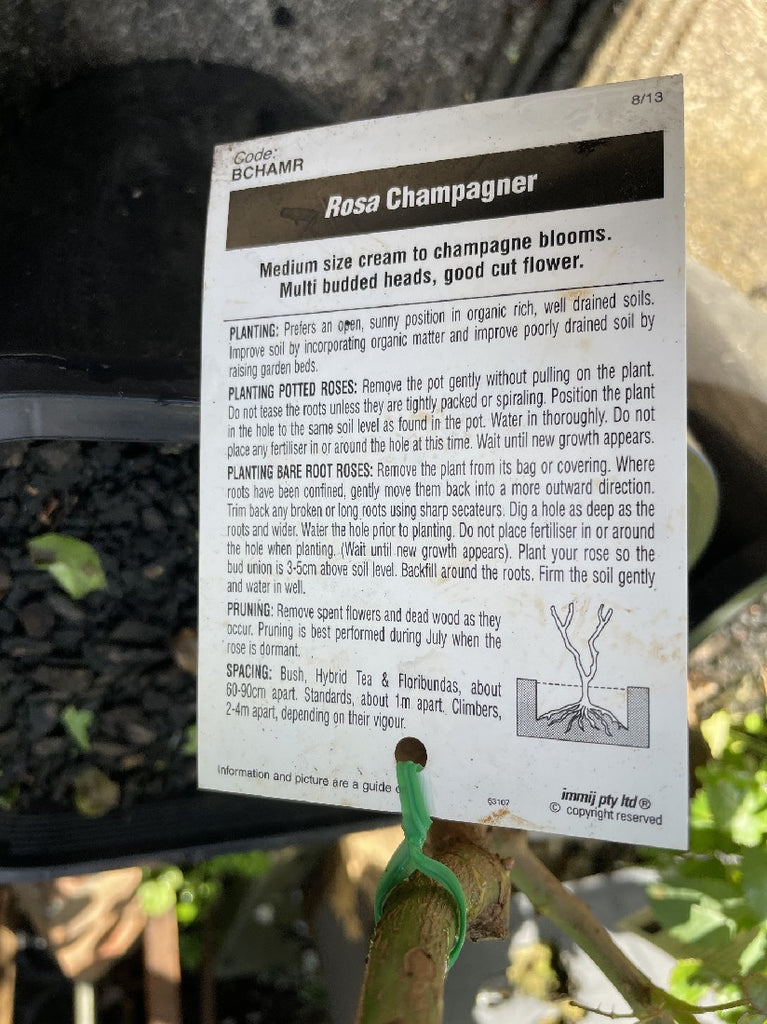 8/13
Code:
BCHAMR
Rosa Champagner
Medium size cream to champagne blooms.
Multi budded heads, good cut flower.
PLANTING: Prefers an open, sunny position in organic rich, well drained soils.
Improve soil by incorporating organic matter and improve poorly drained soil by
raising garden beds.
PLANTING POTTED ROSES: Remove the pot gently without pulling on the plant.
Do not tease the roots unless they are tightly packed or spiraling. Position the plant
in the hole to the same soil level as found in the pot. Water in thoroughly. Do not
place any fertiliser in or around the hole at this time. Wait until new growth appears.
PLANTING BARE ROOT ROSES: Remove the plant from its bag or covering. Where
roots have been confined, gently move them back into a more outward direction.
Trim back any broken or long roots using sharp secateurs. Dig a hole as deep as the
roots and wider. Water the hole prior to planting. Do not place fertiliser in or around
the hole when planting. (Wait until new growth appears). Plant your rose so the
bud union is 3-5cm above soil level. Backfill around the roots. Firm the soil gently
and water in well.
PRUNING: Remove spent flowers and dead wood as they
occur. Pruning is best performed during July when the
rose is dormant.
SPACING: Bush, Hybrid Tea & Floribundas, about
60-90cm apart. Standards, about 1m apart. Climbers,
2-4m apart, depending on their vigour.
Information and picture are a guide
63107
immij pty ltd ®
© copyright reserved